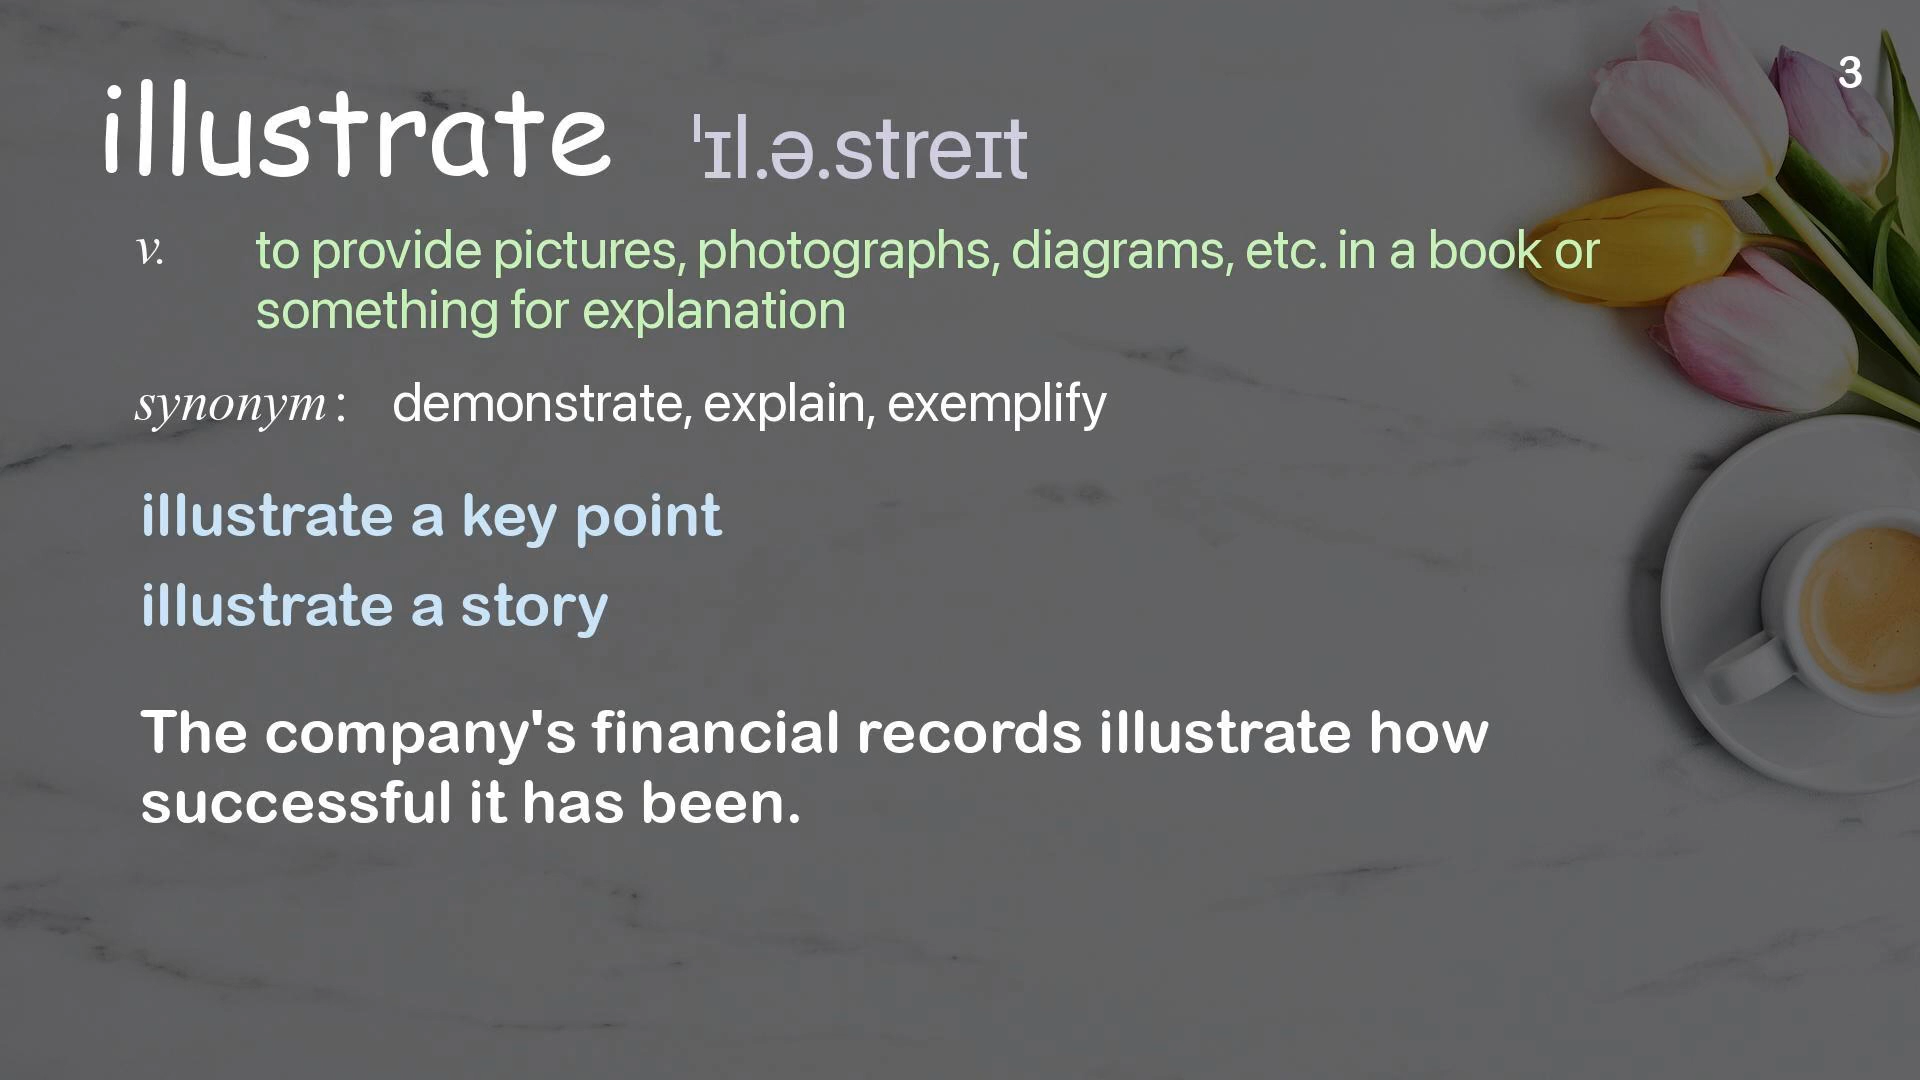 3
illustrate ˈɪl.ə.streɪt
v. to provide pictures, photographs, diagrams, etc. in a book or
something for explanation
synonym: demonstrate, explain, exemplify
illustrate a key point
illustrate a story
The company's financial records illustrate how
successful it has been.